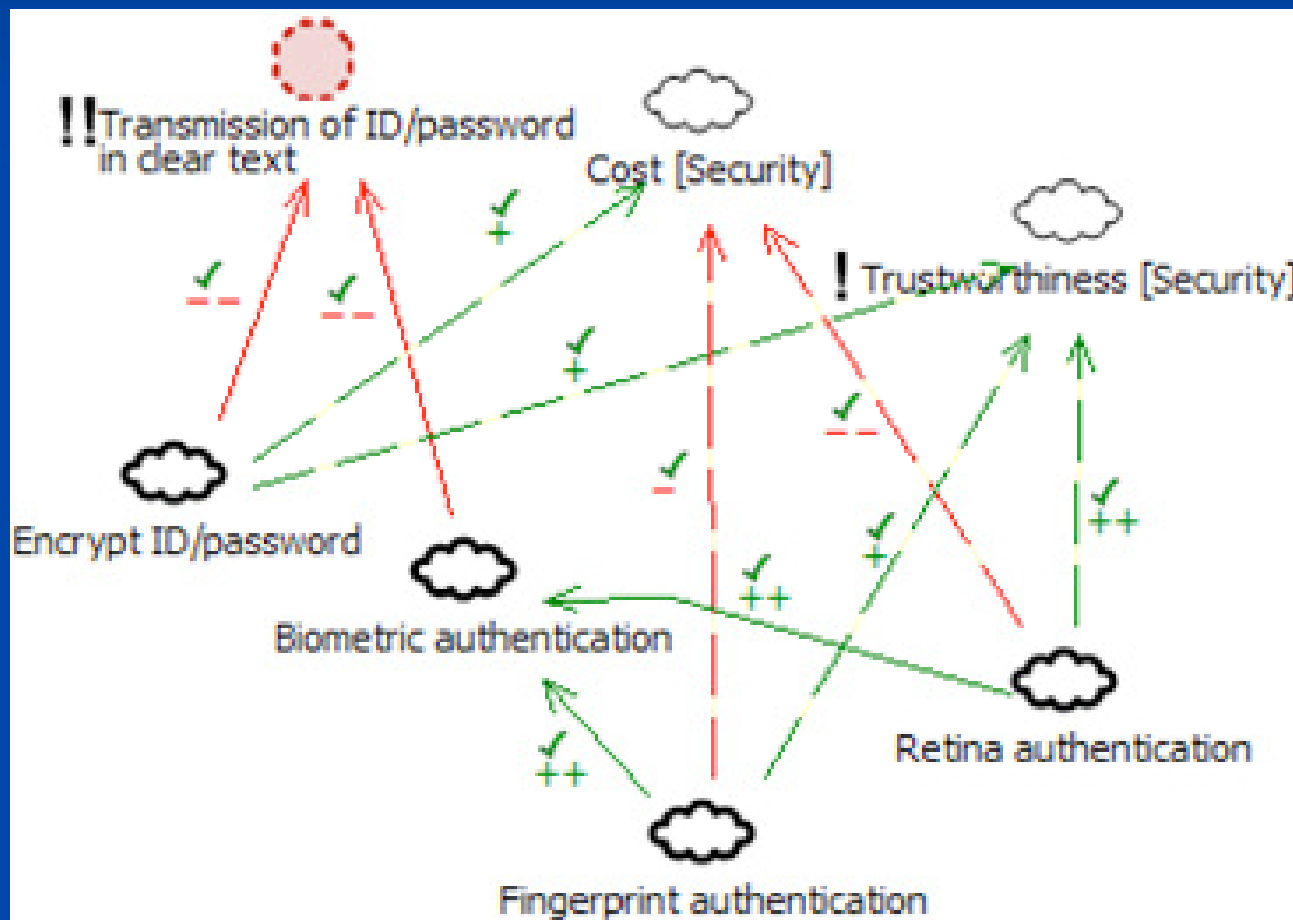 !! Transmission of ID/password
in clear text
Cost [Security]
! Trustworthiness [Security]
✓
+
✓
--
✓
--
✓
+
✓
--
✓
-
✓
++
✓
+
✓
++
Encrypt ID/password
Biometric authentication
✓
++
Retina authentication
Fingerprint authentication